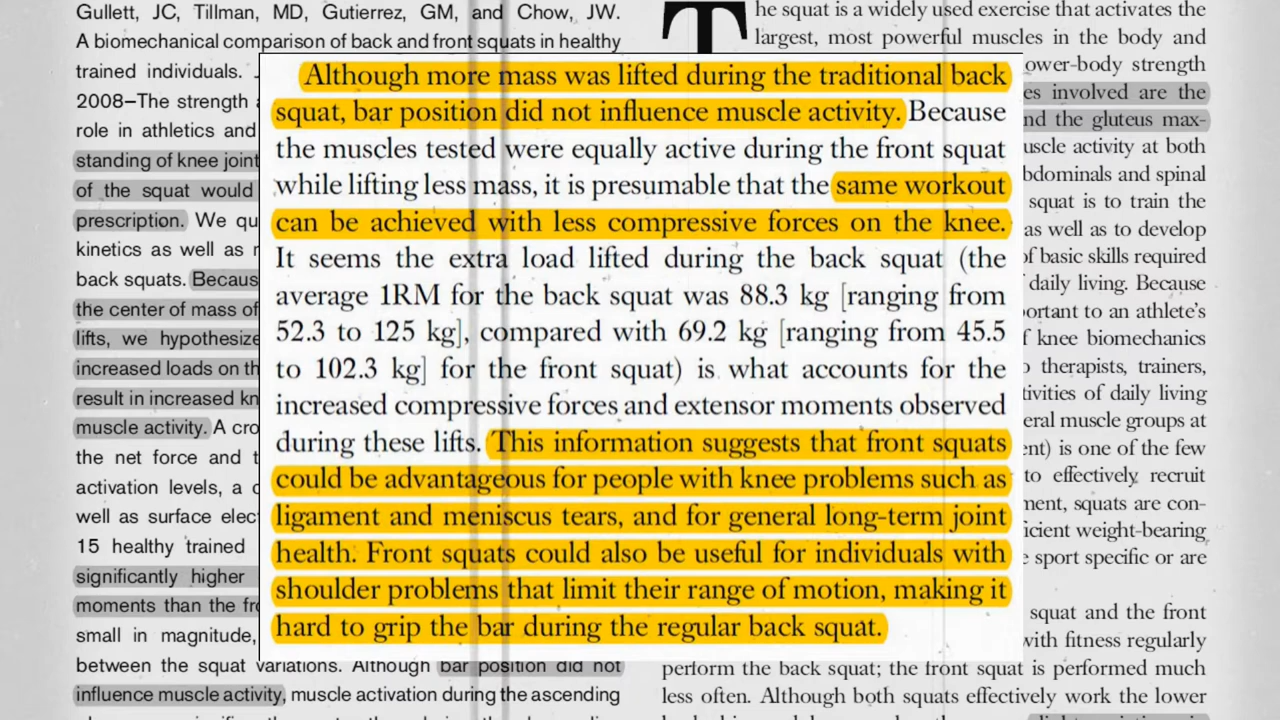 Gullett, JC, Tillman, MD, Gutierrez, GM, and Chow, JW.
A biomechanical comparison of back and front squats in healthy
trained individuals.
2008–The strength
role in athletics and
standing of knee joint
of the squat would
prescription. We qu
kinetics as well as
back squats. Becaus
the center of mass of
lifts, we hypothesize
increased loads on th
result in increased kn
muscle activity. A cro
the net force and t
activation levels, a c
well as surface elec
15 healthy trained
significantly higher
moments than the fro
small in magnitude,
between the squat variations. Although bar position did not
influence muscle activity, muscle activation during the ascending
Although more mass was lifted during the traditional back
squat, bar position did not influence muscle activity. Because
the muscles tested were equally active during the front squat
while lifting less mass, it is presumable that the same workout
can be achieved with less compressive forces on the knee.
It seems the extra load lifted during the back squat (the
average 1RM for the back squat was 88.3 kg [ranging from
52.3 to 125 kg], compared with 69.2 kg [ranging from 45.5
to 102.3 kg] for the front squat) is what accounts for the
increased compressive forces and extensor moments observed
during these lifts. This information suggests that front squats
could be advantageous for people with knee problems such as
ligament and meniscus tears, and for general long-term joint
health. Front squats could also be useful for individuals with
shoulder problems that limit their range of motion, making it
hard to grip the bar during the regular back squat.
The squat is a widely used exercise that activates the
largest, most powerful muscles in the body and
ower-body strength
es involved are the
nd the gluteus max-
uscle activity at both
bdominals and spinal
squat is to train the
as well as to develop
of basic skills required
daily living. Because
ortant to an athlete's
f knee biomechanics
therapists, trainers,
tivities of daily living
eral muscle groups at
ent) is one of the few
to effectively recruit
ment, squats are con-
icient weight-bearing
sport specific or are
squat and the front
with fitness regularly
perform the back squat; the front squat is performed much
less often. Although both squats effectively work the lower